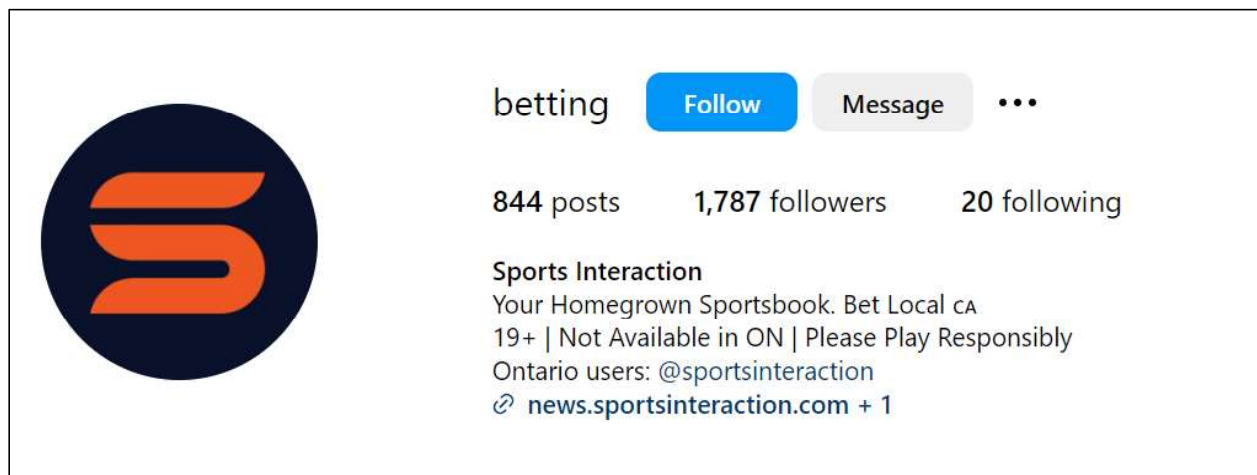 betting Follow Message •••
844 posts 1,787 followers 20 following
Sports Interaction
Your Homegrown Sportsbook. Bet Local CA
19+ | Not Available in ON | Please Play Responsibly
Ontario users: @sportsinteraction
news.sportsinteraction.com + 1